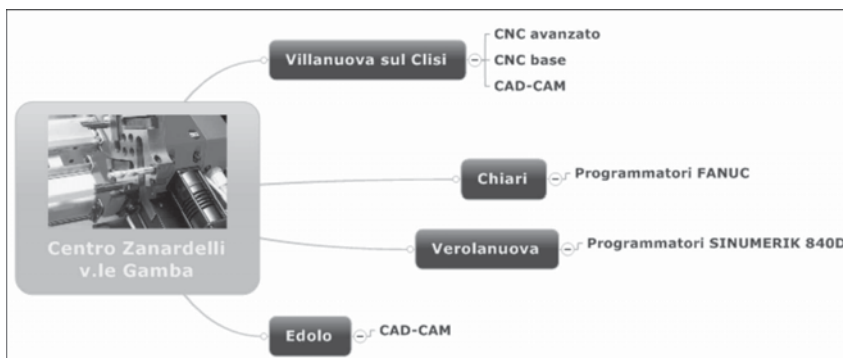 Villanuova sul Clisi
CNC avanzato
CNC base
CAD-CAM
Centro Zanardelli
v.le Gamba
Chiari
Programmatori FANUC
Verolanuova
Programmatori SINUMERIK 840D
Edolo
CAD-CAM